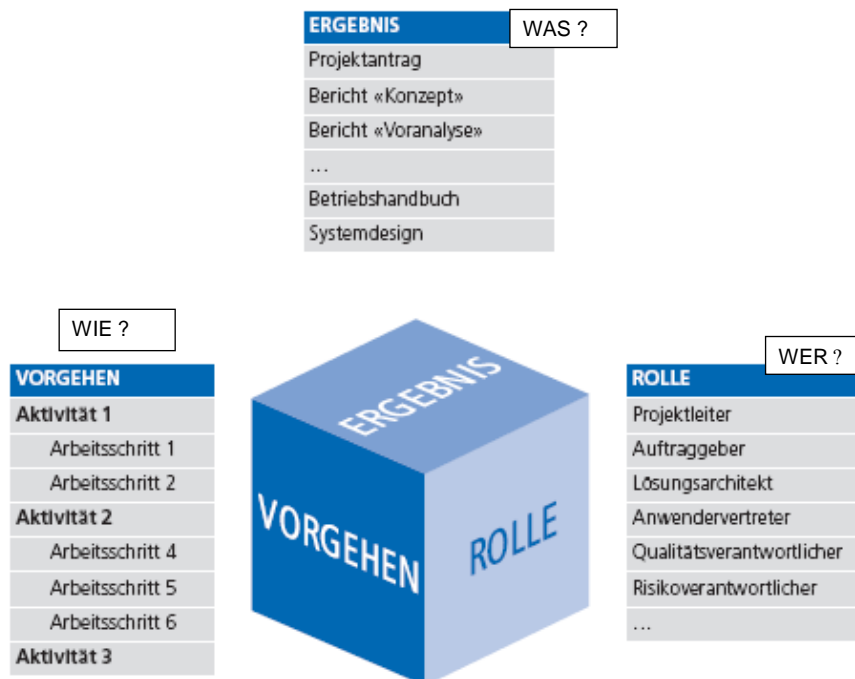 ERGEBNIS
WAS ?
Projektantrag
Bericht «Konzept»
Bericht «Voranalyse»
...
Betriebshandbuch
Systemdesign
WIE ?
VORGEHEN
Aktivität 1
Arbeitsschritt 1
Arbeitsschritt 2
Aktivität 2
Arbeitsschritt 4
Arbeitsschritt 5
Arbeitsschritt 6
Aktivität 3
ERGEBNIS
VORGEHEN
ROLLE
WER ?
ROLLE
Projektleiter
Auftraggeber
Lösungsarchitekt
Anwendervertreter
Qualitätsverantwortlicher
Risikoverantwortlicher
...